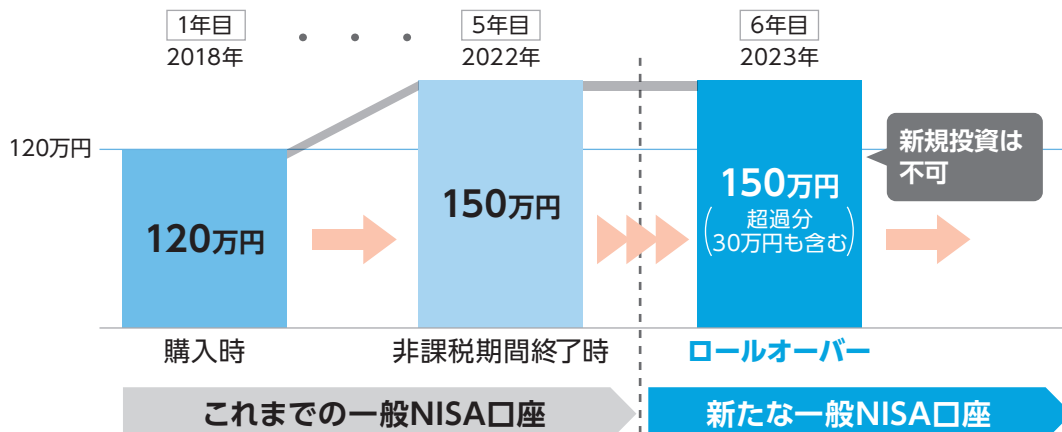 1年目
2018年
・・・
5年目
2022年
6年目
2023年
120万円
120万円
150万円
150万円
(超過分
30万円も含む)
新規投資は
不可
購入時
非課税期間終了時
ロールオーバー
これまでの一般NISA口座
新たな一般NISA口座